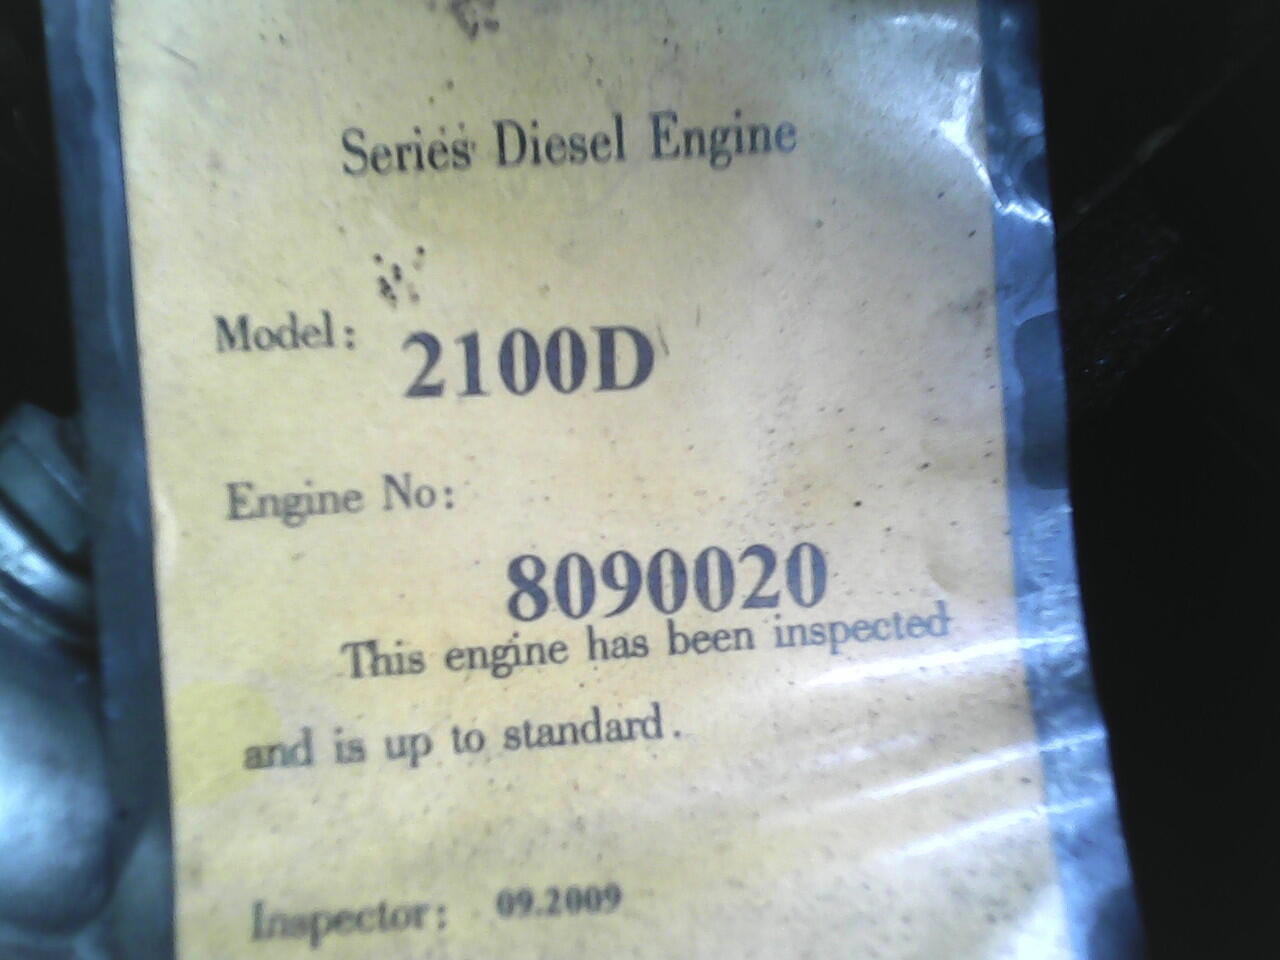 Series Diesel Engine
Model: 2100D
Engine No:
8090020
This engine has been inspected
and is up to standard.
Inspector: 09.2009